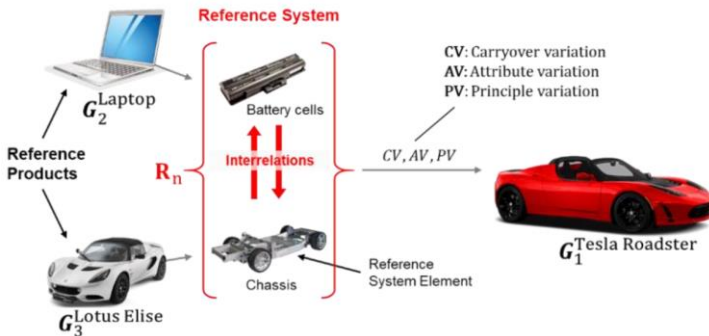 Reference System
CV: Carryover variation
AV: Attribute variation
PV: Principle variation
G₂^Laptop
Battery cells
Reference
Products
Rₙ
Interrelations
CV, AV, PV
G₁^Tesla Roadster
Reference
System Element
Chassis
G₃^Lotus Elise